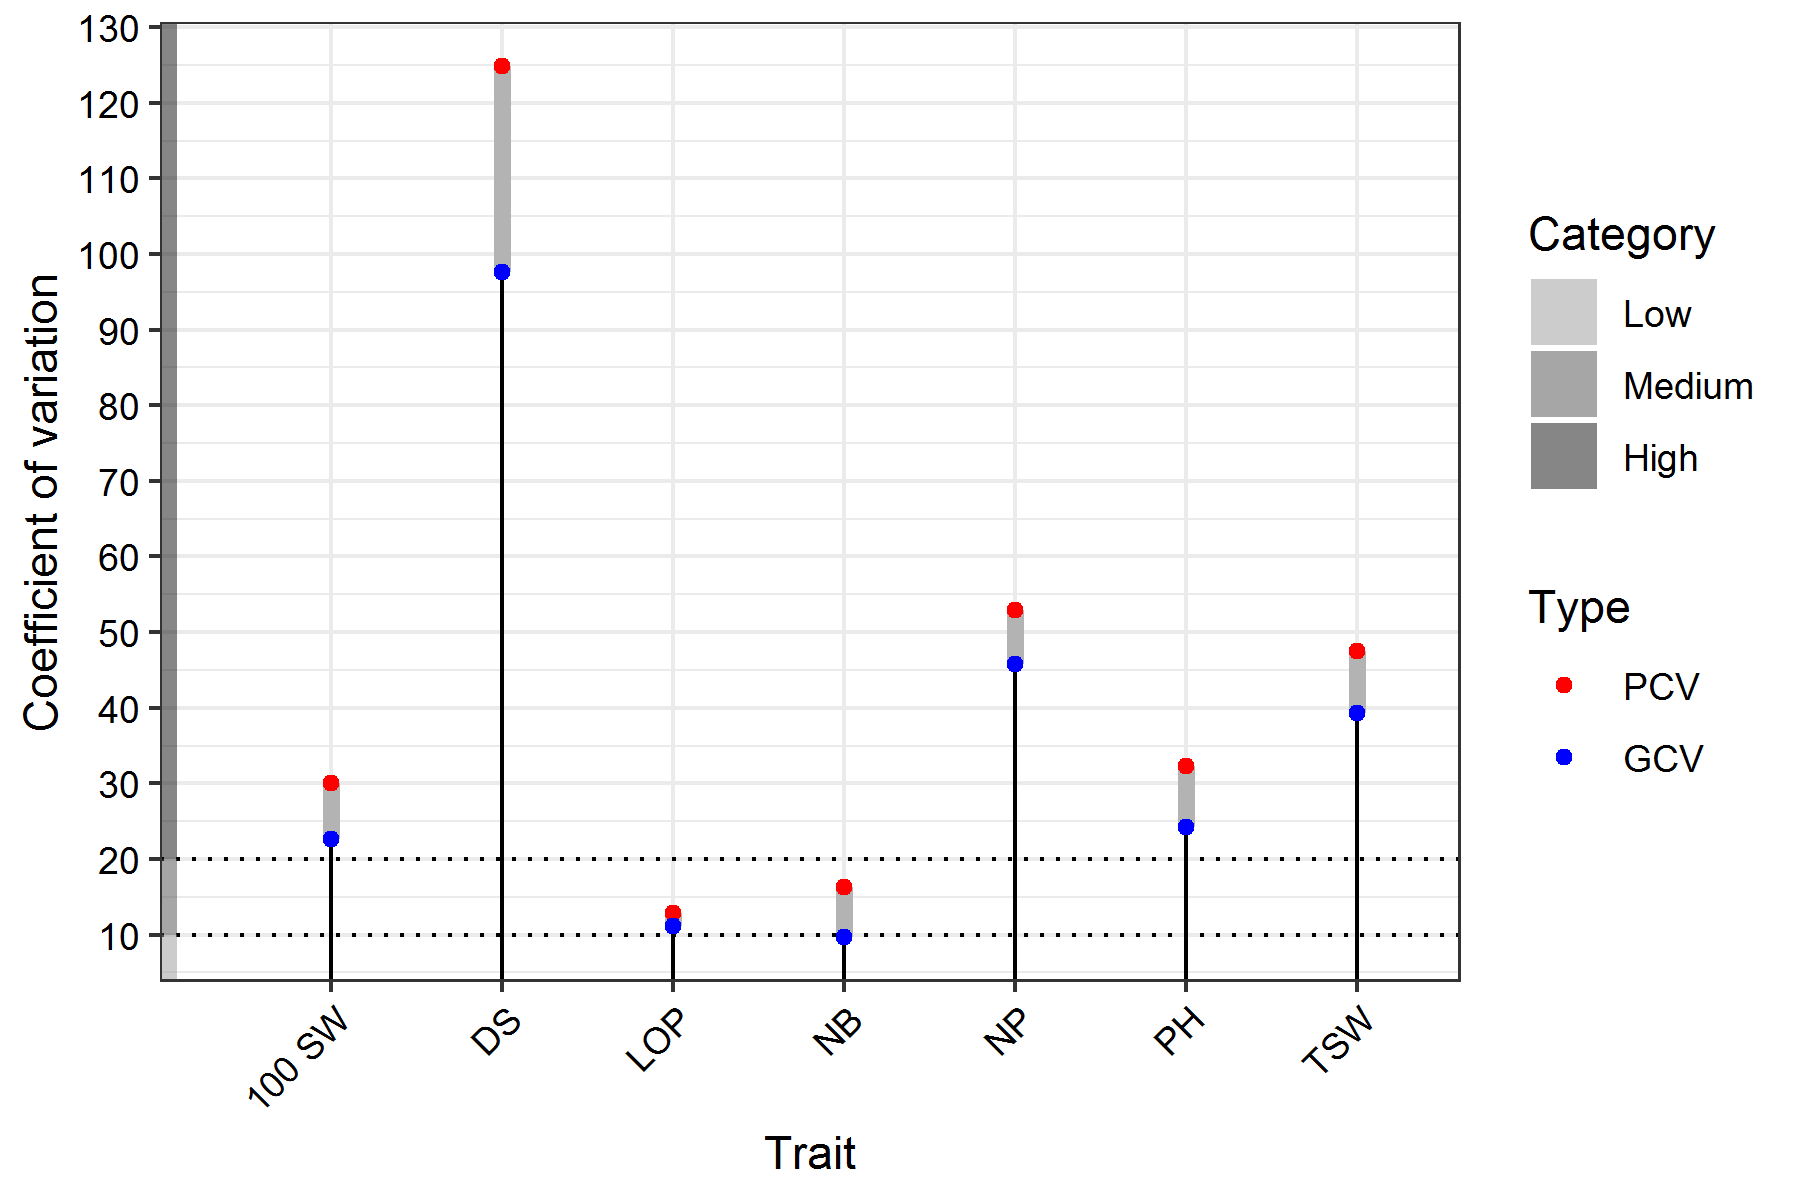 Coefficient of variation
130
120
110
100
90
80
70
60
50
40
30
20
10
100 SW
DS
LOP
NB
NP
PH
TSW
Trait
Category
Low
Medium
High
Type
PCV
GCV